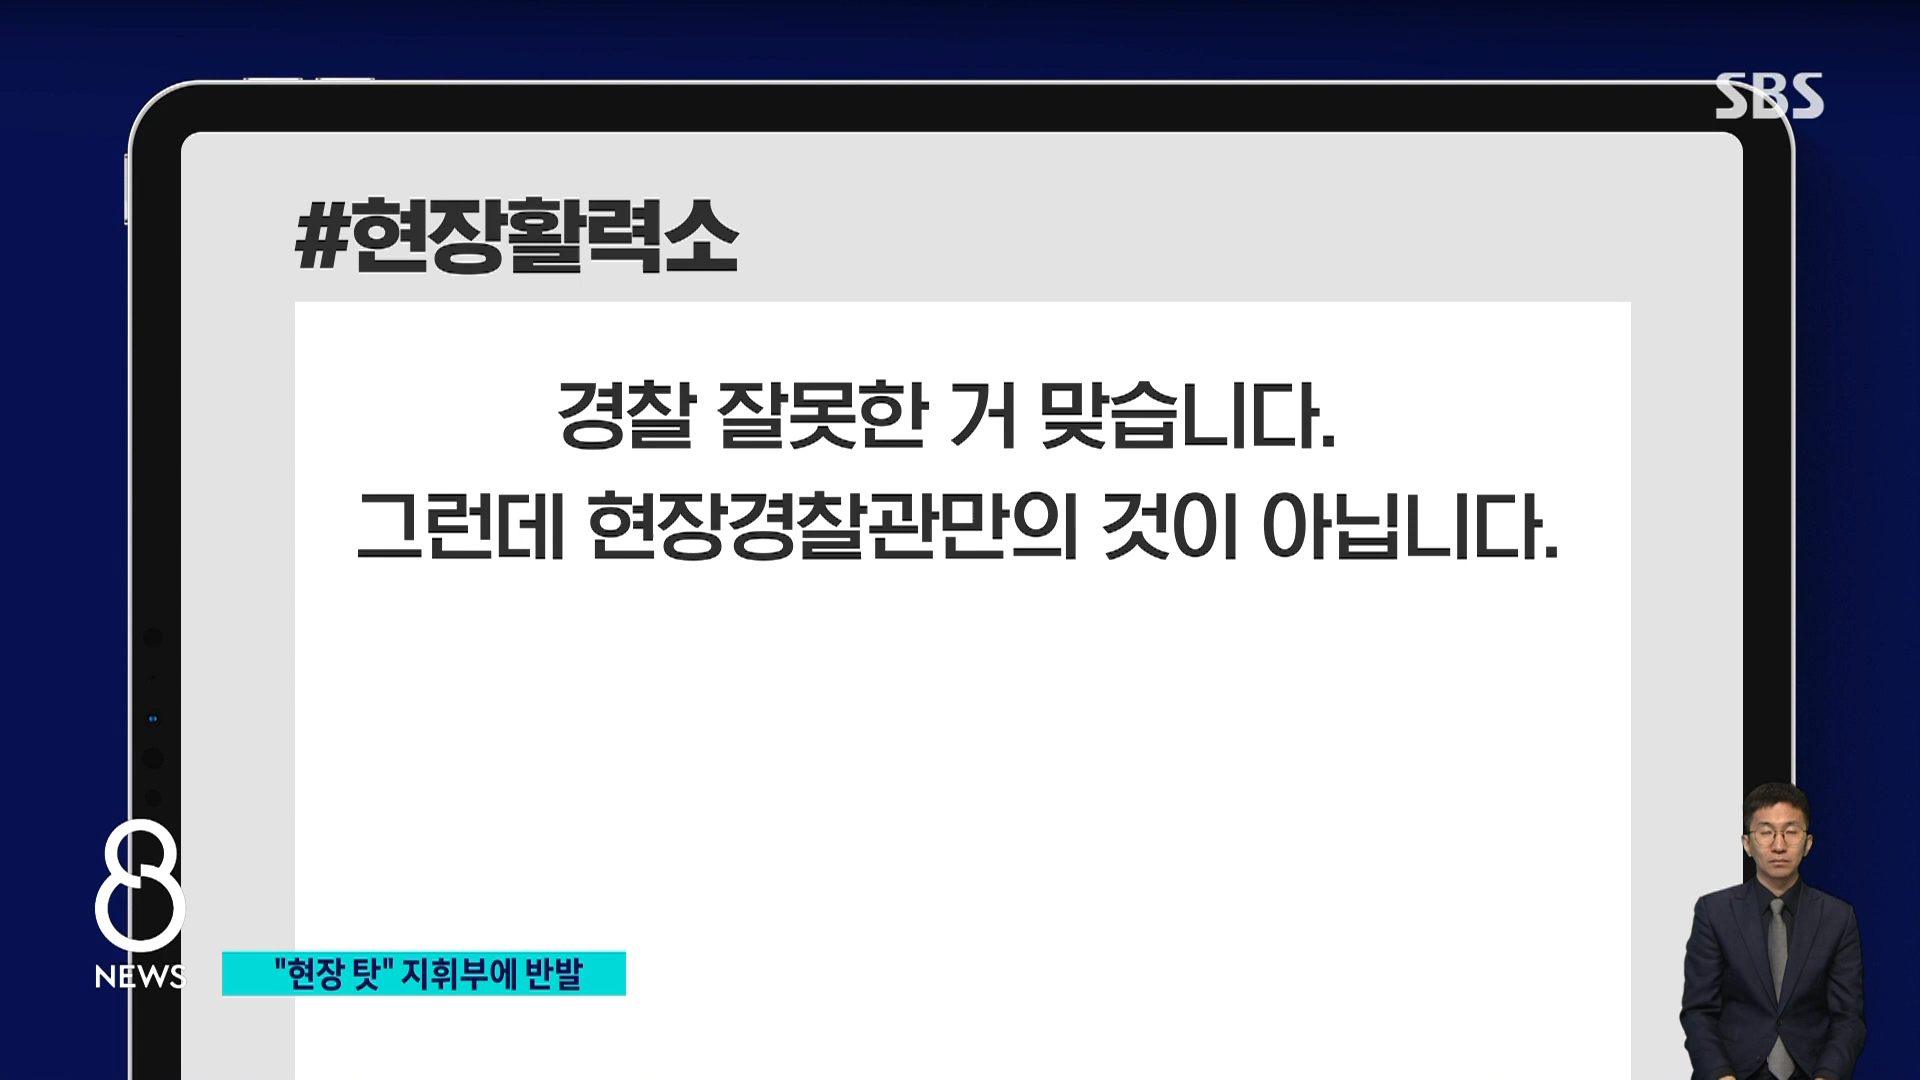 SBS
#현장활력소
경찰 잘못한 거 맞습니다.
그런데 현장경찰관만의 것이 아닙니다.
8
NEWS
"현장 탓" 지휘부에 반발